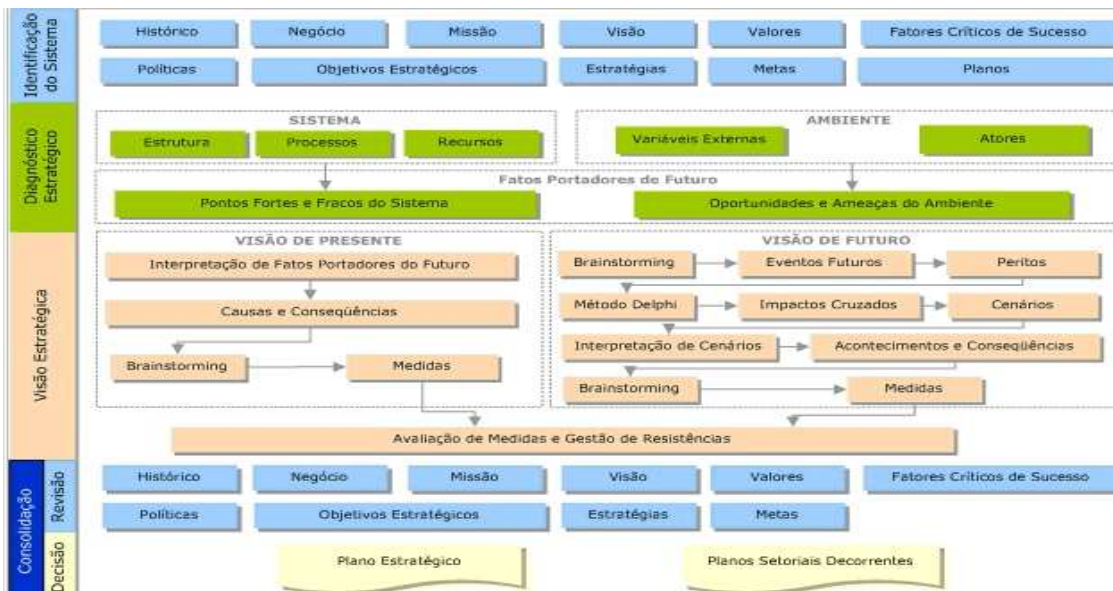 Identificação
do Sistema
Histórico
Negócio
Missão
Visão
Valores
Fatores Críticos de Sucesso
Políticas
Objetivos Estratégicos
Estratégias
Metas
Planos
Diagnóstico
Estratégico
SISTEMA
Estrutura
Processos
Recursos
AMBIENTE
Variáveis Externas
Atores
Fatos Portadores de Futuro
Pontos Fortes e Fracos do Sistema
Oportunidades e Ameaças do Ambiente
Visão Estratégica
VISÃO DE PRESENTE
Interpretação de Fatos Portadores do Futuro
Causas e Conseqüências
Brainstorming
Medidas
VISÃO DE FUTURO
Brainstorming
Eventos Futuros
Peritos
Método Delphi
Impactos Cruzados
Cenários
Interpretação de Cenários
Acontecimentos e Conseqüências
Brainstorming
Medidas
Avaliação de Medidas e Gestão de Resistências
Consolidação
Revisão
Histórico
Negócio
Missão
Visão
Valores
Fatores Críticos de Sucesso
Políticas
Objetivos Estratégicos
Estratégias
Metas
Decisão
Plano Estratégico
Planos Setoriais Decorrentes